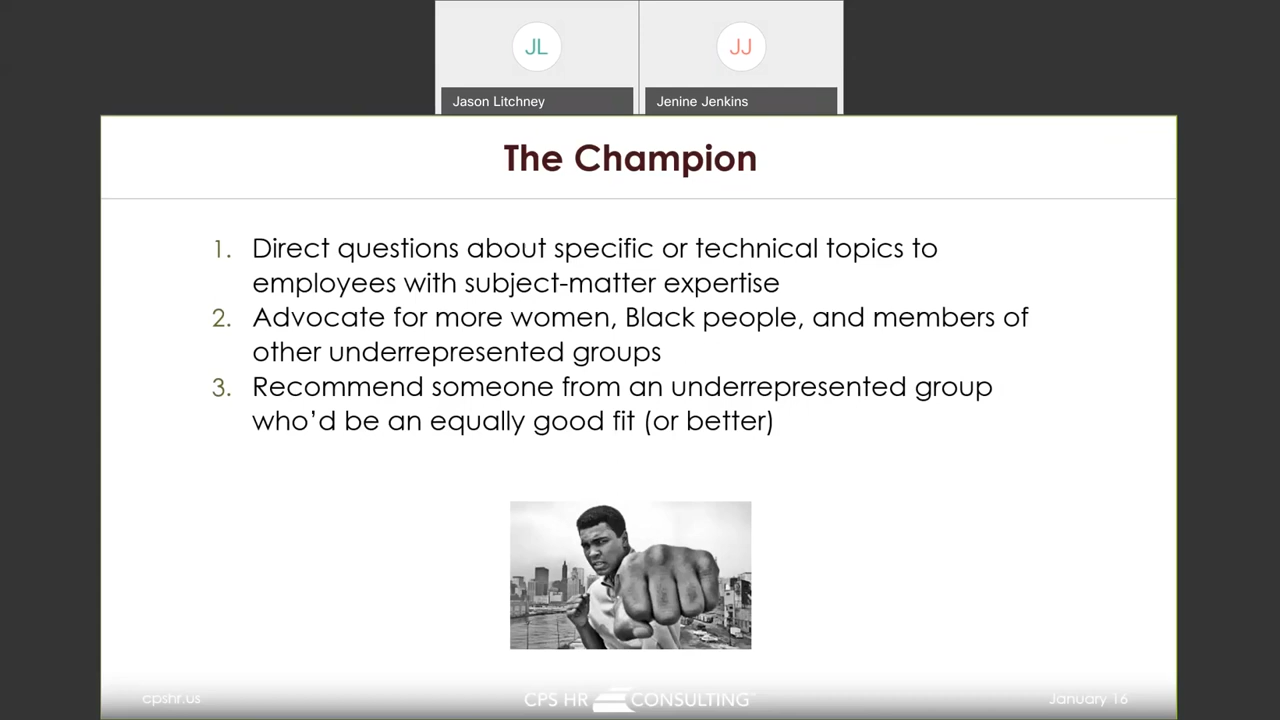 JL
JJ
Jason Litchney
Jenine Jenkins
The Champion
1. Direct questions about specific or technical topics to
employees with subject-matter expertise
2. Advocate for more women, Black people, and members of
other underrepresented groups
3. Recommend someone from an underrepresented group
who'd be an equally good fit (or better)
cpshr.us
CPS HR CONSULTING
January 16